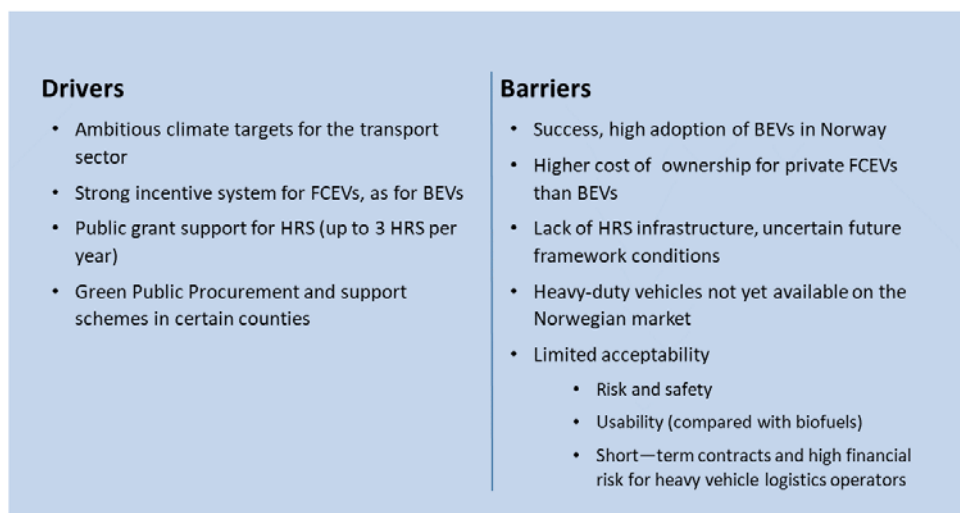 Drivers
• Ambitious climate targets for the transport
sector
• Strong incentive system for FCEVs, as for BEVs
• Public grant support for HRS (up to 3 HRS per
year)
• Green Public Procurement and support
schemes in certain counties
Barriers
• Success, high adoption of BEVs in Norway
• Higher cost of  ownership for private FCEVs
than BEVs
• Lack of HRS infrastructure, uncertain future
framework conditions
• Heavy-duty vehicles not yet available on the
Norwegian market
• Limited acceptability
• Risk and safety
• Usability (compared with biofuels)
• Short—term contracts and high financial
risk for heavy vehicle logistics operators